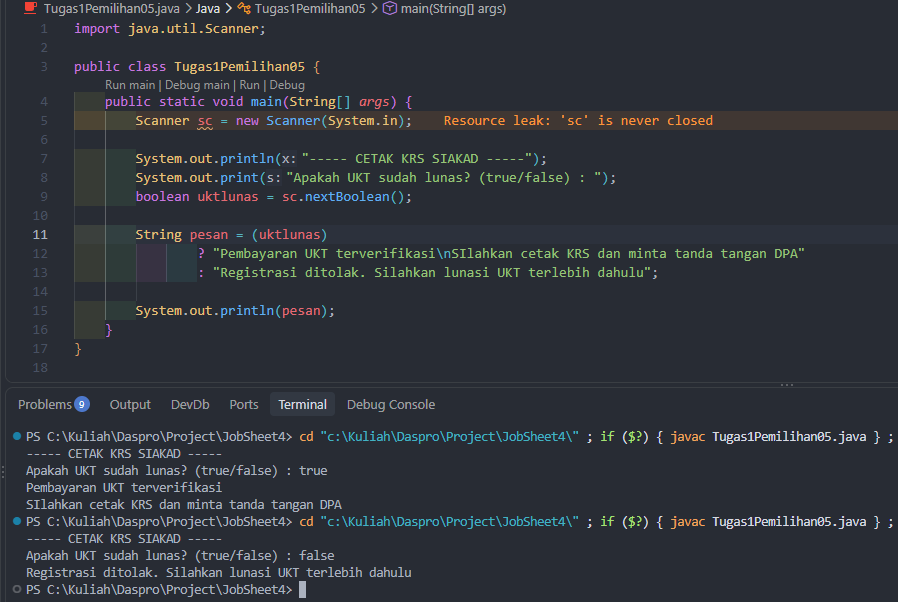 Tugas1Pemilihan05.java > Java > Tugas1Pemilihan05 > main(String[] args)
1 import java.util.Scanner;
2
3 public class Tugas1Pemilihan05 {
Run main | Debug main | Run | Debug
4 public static void main(String[] args) {
5 Scanner sc = new Scanner(System.in); Resource leak: 'sc' is never closed
6
7 System.out.println(x: "----- CETAK KRS SIAKAD -----");
8 System.out.print(s: "Apakah UKT sudah lunas? (true/false) : ");
9 boolean uktlunas = sc.nextBoolean();
10
11 String pesan = (uktlunas)
12 ? "Pembayaran UKT terverifikasi\nSIlahkan cetak KRS dan minta tanda tangan DPA"
13 : "Registrasi ditolak. Silahkan lunasi UKT terlebih dahulu";
14
15 System.out.println(pesan);
16 }
17 }
18
Problems 9 Output DevDb Ports Terminal Debug Console
PS C:\Kuliah\Daspro\Project\JobSheet4> cd "c:\Kuliah\Daspro\Project\JobSheet4\" ; if ($?) { javac Tugas1Pemilihan05.java } ;
----- CETAK KRS SIAKAD -----
Apakah UKT sudah lunas? (true/false) : true
Pembayaran UKT terverifikasi
SIlahkan cetak KRS dan minta tanda tangan DPA
PS C:\Kuliah\Daspro\Project\JobSheet4> cd "c:\Kuliah\Daspro\Project\JobSheet4\" ; if ($?) { javac Tugas1Pemilihan05.java } ;
----- CETAK KRS SIAKAD -----
Apakah UKT sudah lunas? (true/false) : false
Registrasi ditolak. Silahkan lunasi UKT terlebih dahulu
PS C:\Kuliah\Daspro\Project\JobSheet4>